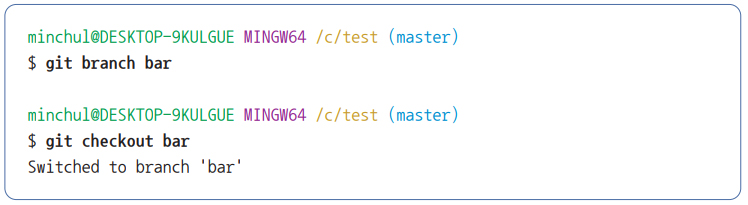 minchul@DESKTOP-9KULGUE MINGW64 /c/test (master)
$ git branch bar
minchul@DESKTOP-9KULGUE MINGW64 /c/test (master)
$ git checkout bar
Switched to branch 'bar'